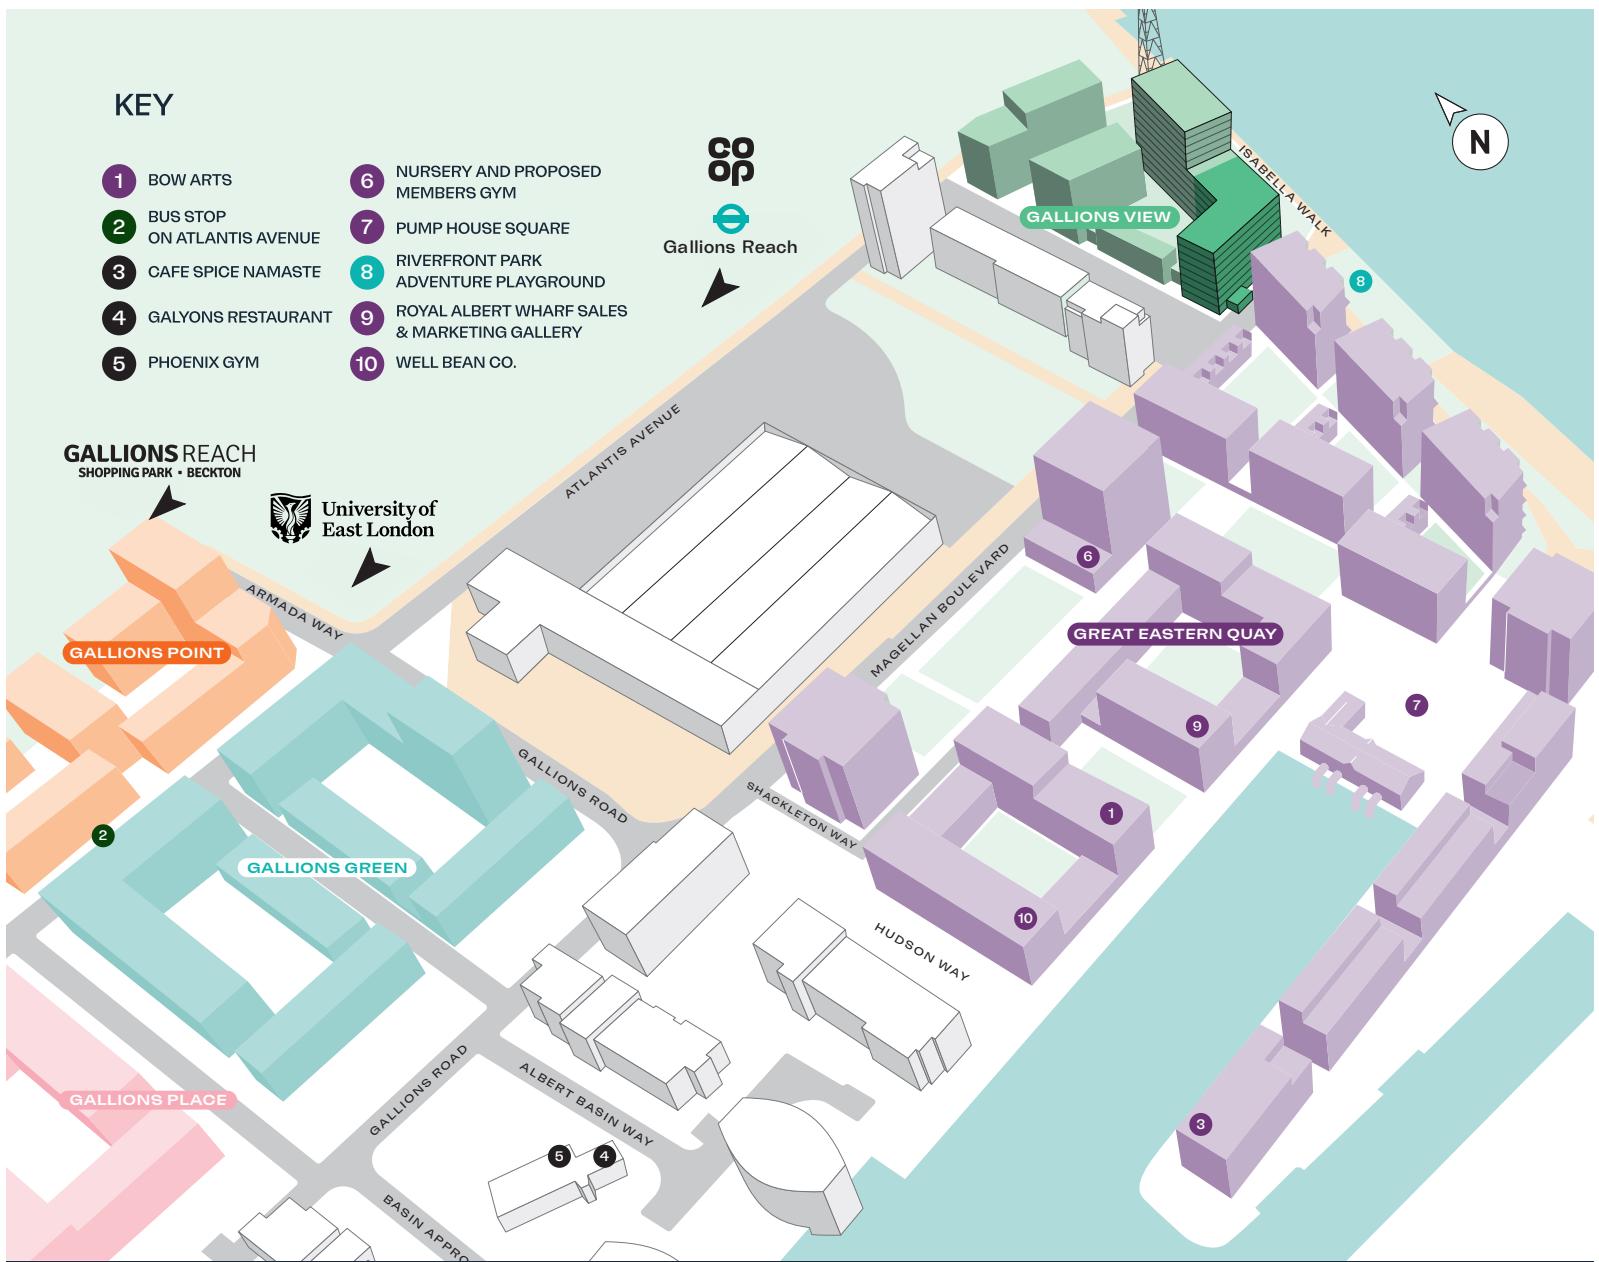 KEY
1 BOW ARTS
2 BUS STOP
ON ATLANTIS AVENUE
3 CAFE SPICE NAMASTE
4 GALYONS RESTAURANT
5 PHOENIX GYM
6 NURSERY AND PROPOSED
MEMBERS GYM
7 PUMP HOUSE SQUARE
8 RIVERFRONT PARK
ADVENTURE PLAYGROUND
9 ROYAL ALBERT WHARF SALES
& MARKETING GALLERY
10 WELL BEAN CO.
co
op
Gallions Reach
N
ISABELLA WALK
GALLIONS VIEW
8
ATLANTIS AVENUE
GALLIONS REACH
SHOPPING PARK • BECKTON
University of
East London
ARMADA WAY
GALLIONS POINT
MAGELLAN BOULEVARD
6
GREAT EASTERN QUAY
7
9
GALLIONS ROAD
SHACKLETON WAY
1
2
GALLIONS GREEN
10
HUDSON WAY
GALLIONS ROAD
ALBERT BASIN WAY
GALLIONS PLACE
3
5
4
BASIN APPRO